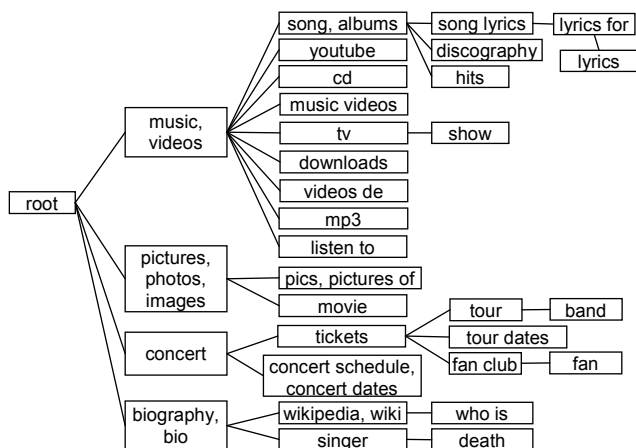 song, albums
song lyrics
lyrics for
lyrics
youtube
discography
cd
hits
music,
videos
music videos
tv
show
downloads
videos de
mp3
listen to
root
pictures,
photos,
images
pics, pictures of
movie
concert
tickets
tour
band
tour dates
fan club
fan
concert schedule,
concert dates
biography,
bio
wikipedia, wiki
who is
singer
death